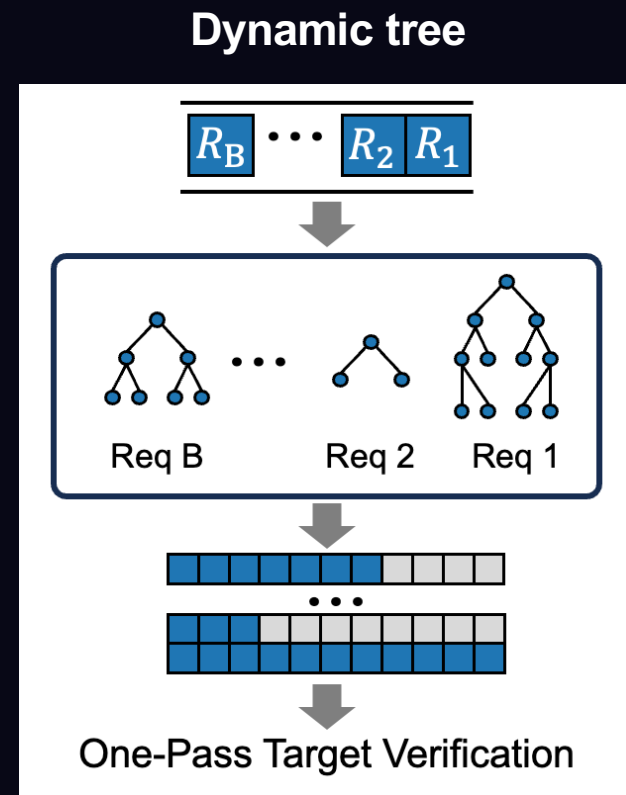 Dynamic tree
R_B ··· R_2 R_1
···
Req B Req 2 Req 1
···
One-Pass Target Verification